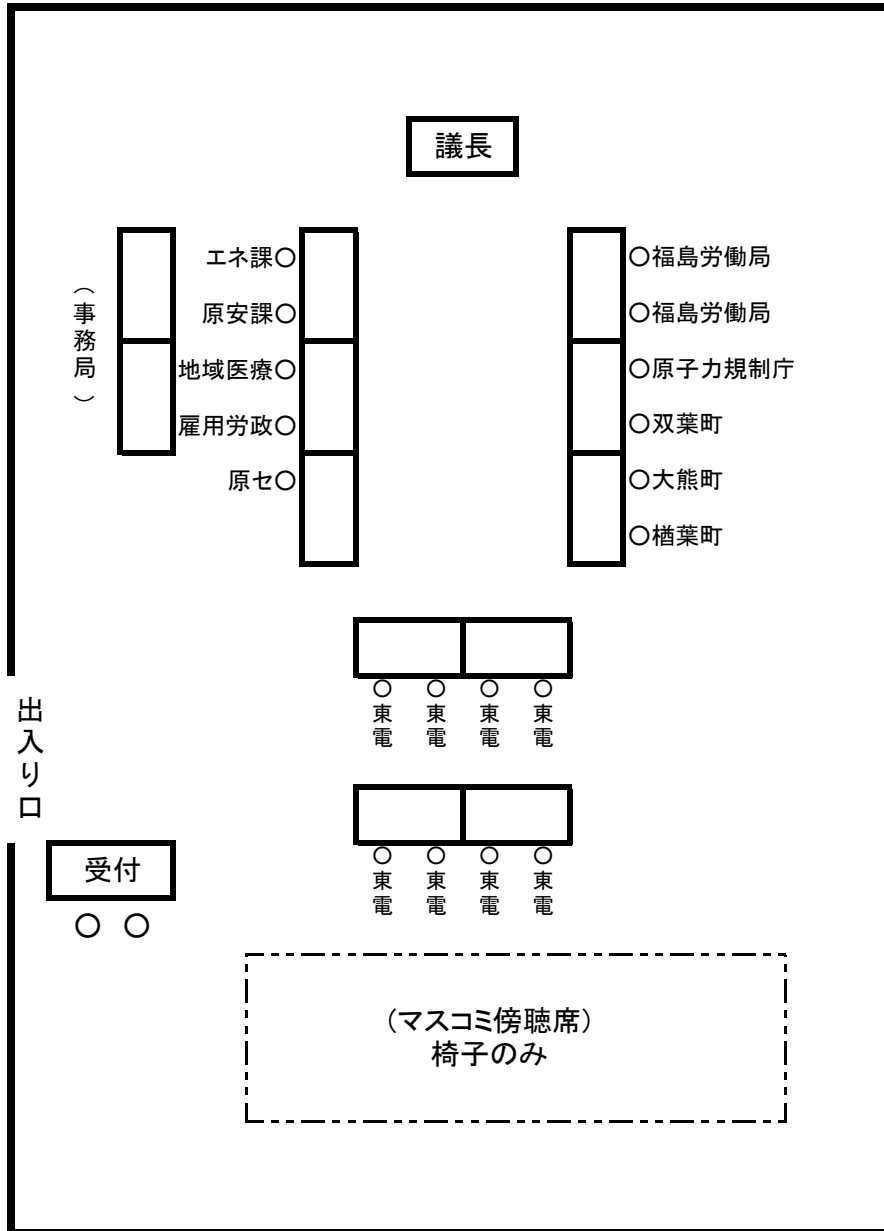 議長
(事務局)
エネ課○
原安課○
地域医療○
雇用労政○
原セ○
○福島労働局
○福島労働局
○原子力規制庁
○双葉町
○大熊町
○楢葉町
○東電
○東電
○東電
○東電
出入り口
○東電
○東電
○東電
○東電
受付
○ ○
(マスコミ傍聴席)
椅子のみ